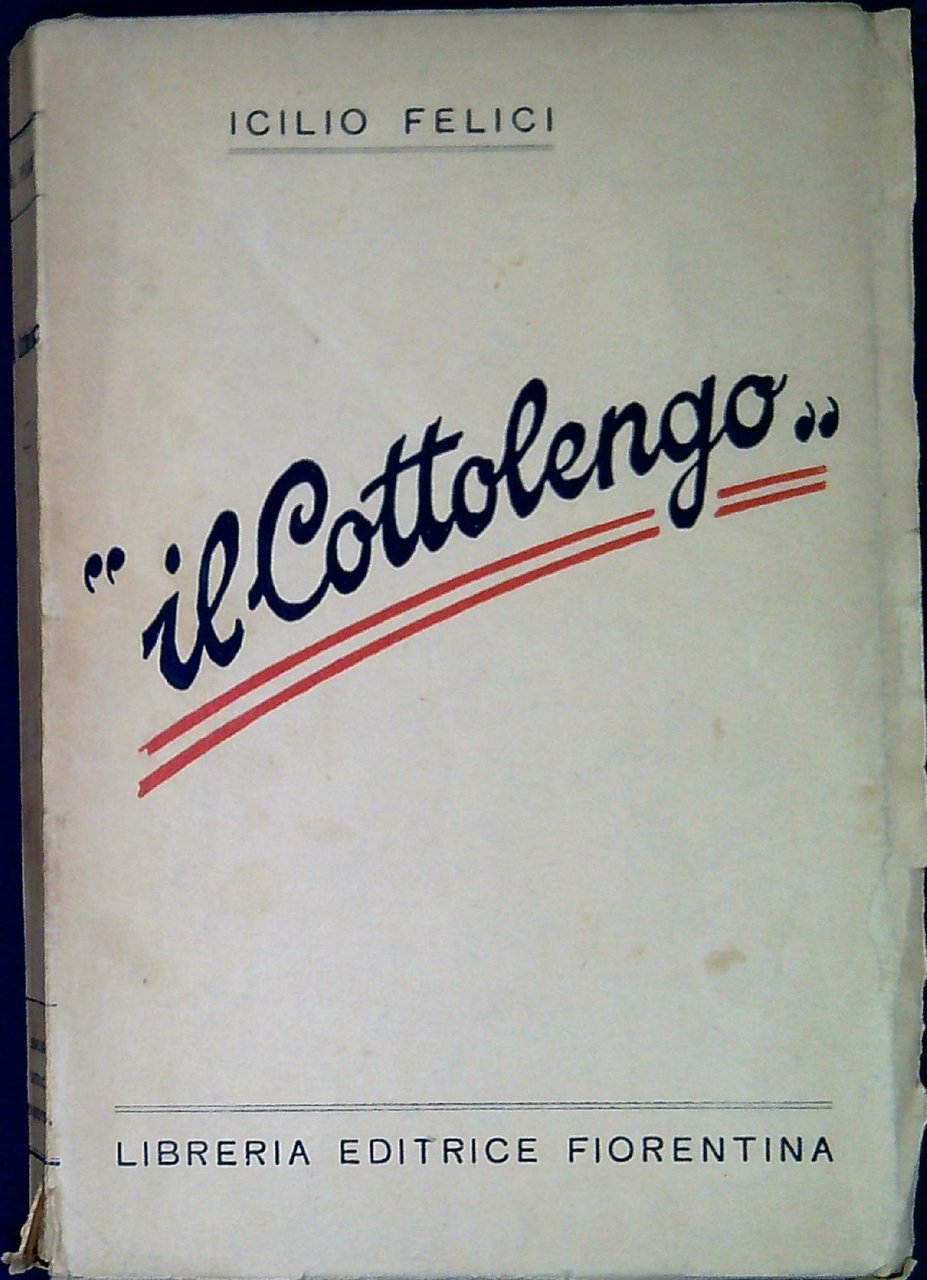 ICILIO FELICI
“il Cottolengo„
LIBRERIA EDITRICE FIORENTINA